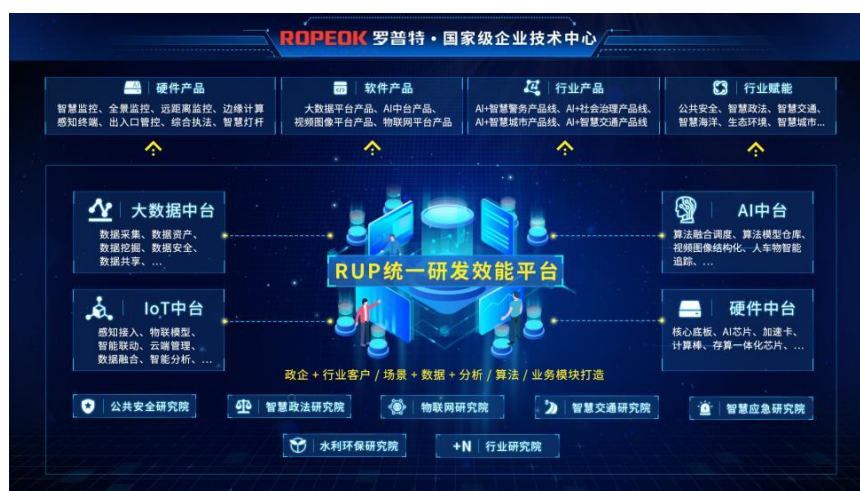 ROPEOK 罗普特·国家级企业技术中心
硬件产品
智慧监控、全景监控、远距离监控、边缘计算
感知终端、出入口管控、综合执法、智慧灯杆
软件产品
大数据平台产品、AI中台产品、
视频图像平台产品、物联网平台产品
行业产品
AI+智慧警务产品线、AI+社会治理产品线、
AI+智慧城市产品线、AI+智慧交通产品线
行业赋能
公共安全、智慧政法、智慧交通、
智慧海洋、生态环境、智慧城市...
大数据中台
数据采集、数据资产、
数据挖掘、数据安全、
数据共享、...
AI中台
算法融合调度、算法模型仓库、
视频图像结构化、人车物智能
追踪、...
RUP统一研发效能平台
IoT中台
感知接入、物联模型、
智能联动、云端管理、
数据融合、智能分析、...
硬件中台
核心底板、AI芯片、加速卡、
计算棒、存算一体化芯片、...
政企 + 行业客户 / 场景 + 数据 + 分析 / 算法 / 业务模块打造
公共安全研究院
智慧政法研究院
物联网研究院
智慧交通研究院
智慧应急研究院
水利环保研究院
+N 行业研究院